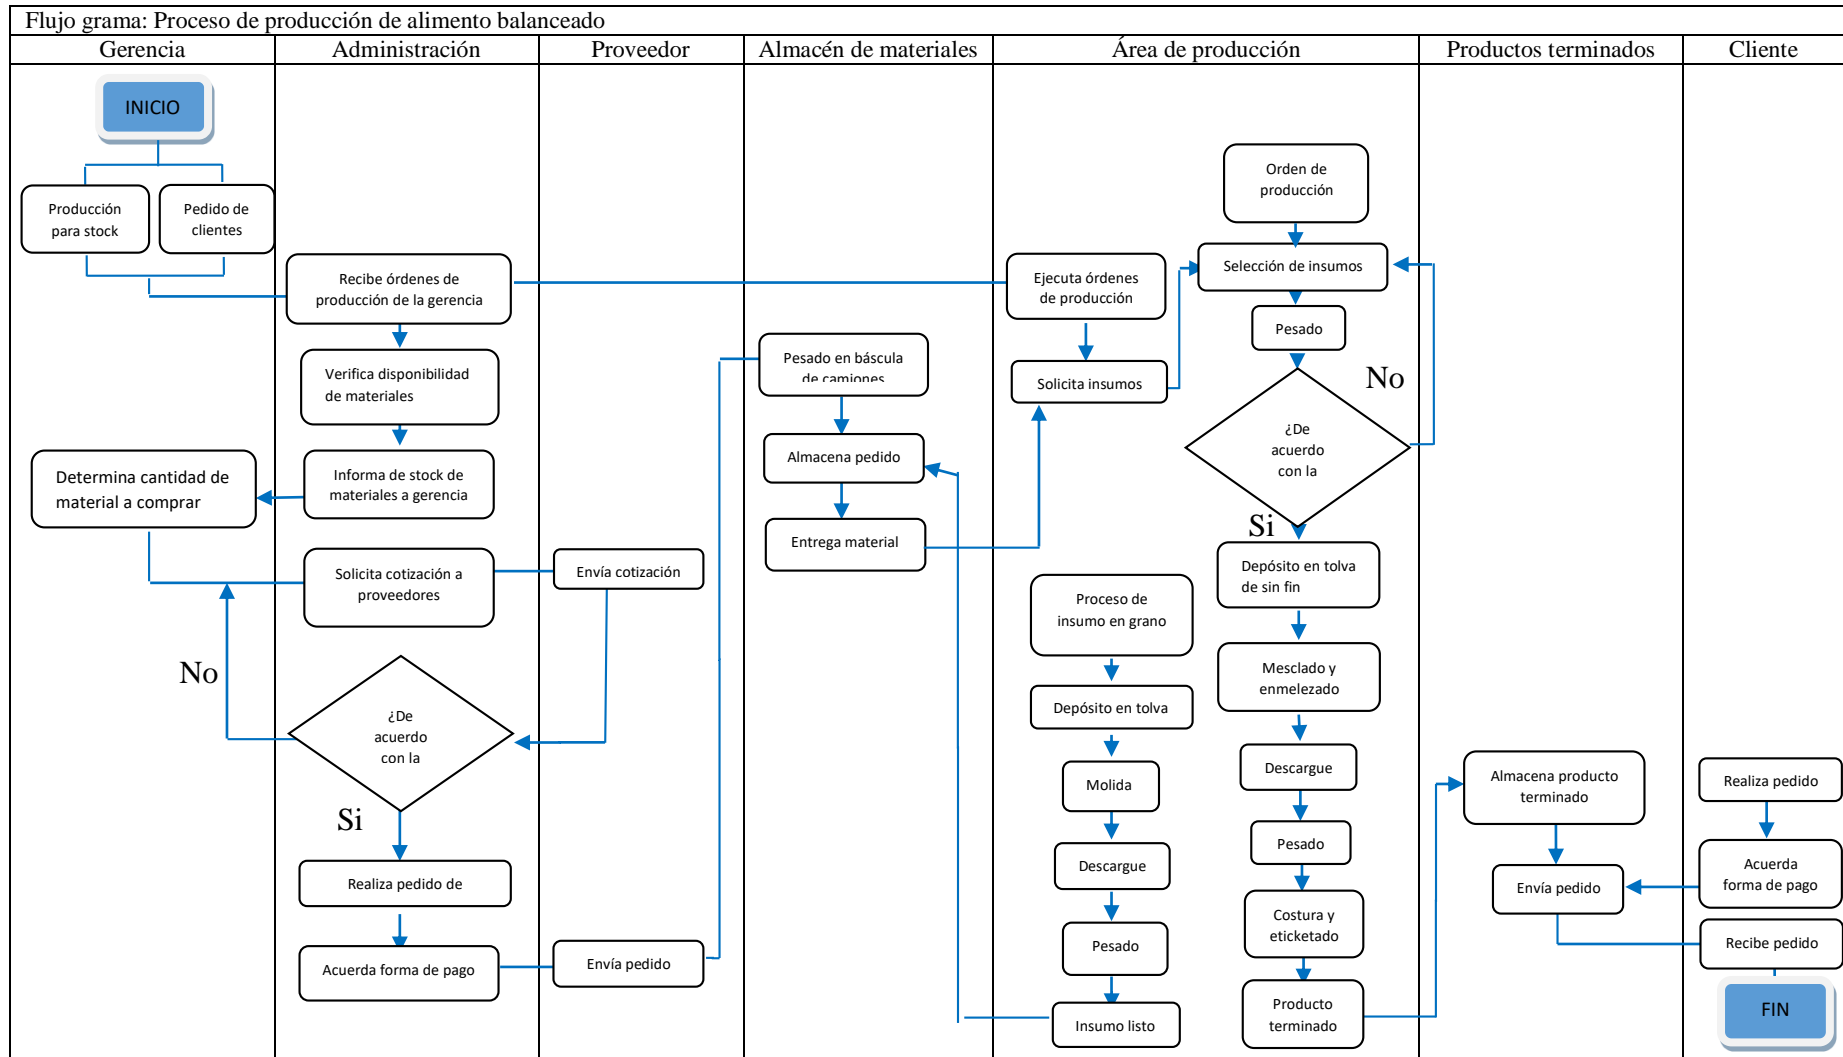 Flujo grama: Proceso de producción de alimento balanceado
Gerencia
Administración
Proveedor
Almacén de materiales
Área de producción
Productos terminados
Cliente
INICIO
Producción
para stock
Pedido de
clientes
Determina cantidad de
material a comprar
No
Recibe órdenes de
producción de la gerencia
Verifica disponibilidad
de materiales
Informa de stock de
materiales a gerencia
Solicita cotización a
proveedores
¿De
acuerdo
con la
Si
Realiza pedido de
Acuerda forma de pago
Envía cotización
Envía pedido
Pesado en báscula
de camiones
Almacena pedido
Entrega material
Ejecuta órdenes
de producción
Solicita insumos
Proceso de
insumo en grano
Depósito en tolva
Molida
Descargue
Pesado
Insumo listo
Orden de
producción
Selección de insumos
Pesado
No
¿De
acuerdo
con la
Si
Depósito en tolva
de sin fin
Mesclado y
enmelezado
Descargue
Pesado
Costura y
eticketado
Producto
terminado
Almacena producto
terminado
Envía pedido
Realiza pedido
Acuerda
forma de pago
Recibe pedido
FIN